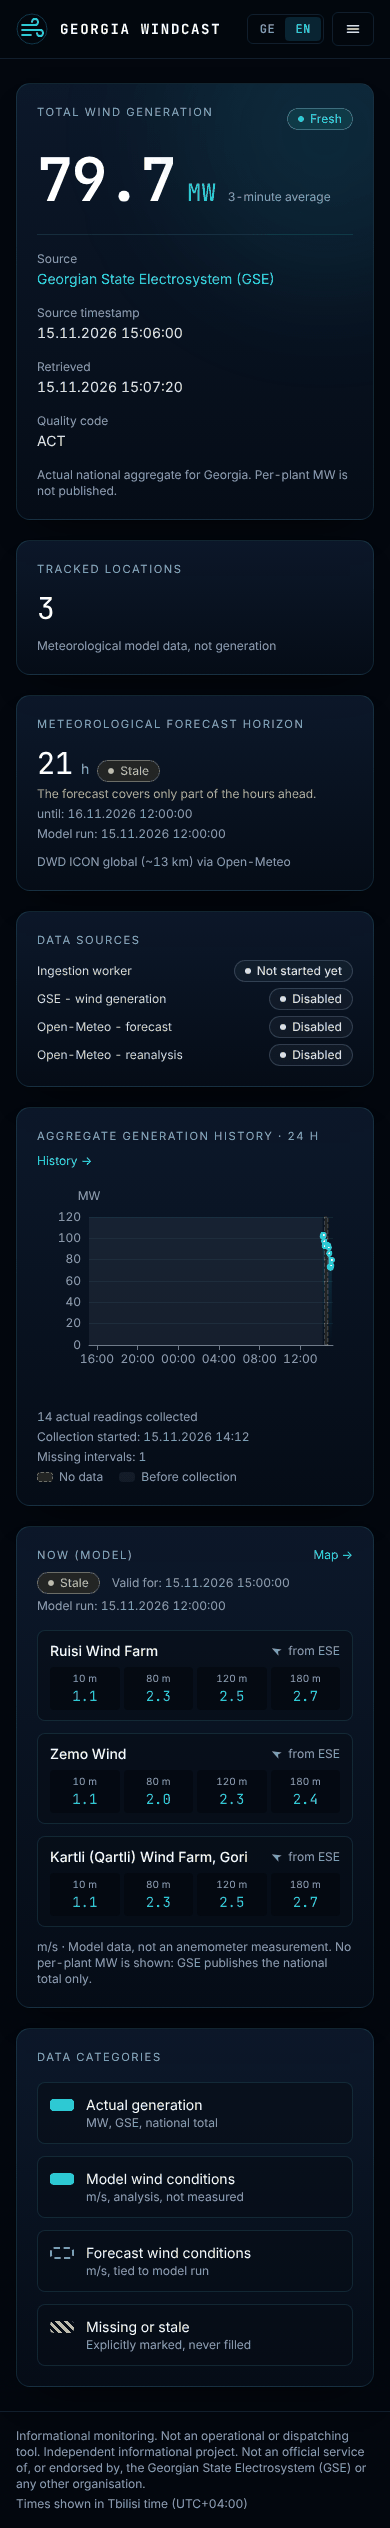 GEORGIA WINDCAST
GE EN
TOTAL WIND GENERATION
Fresh
79.7 MW 3-minute average
Source
Georgian State Electrosystem (GSE)
Source timestamp
15.11.2026 15:06:00
Retrieved
15.11.2026 15:07:20
Quality code
ACT
Actual national aggregate for Georgia. Per-plant MW is
not published.
TRACKED LOCATIONS
3
Meteorological model data, not generation
METEOROLOGICAL FORECAST HORIZON
21 h Stale
The forecast covers only part of the hours ahead.
until: 16.11.2026 12:00:00
Model run: 15.11.2026 12:00:00
DWD ICON global (~13 km) via Open-Meteo
DATA SOURCES
Ingestion worker Not started yet
GSE - wind generation Disabled
Open-Meteo - forecast Disabled
Open-Meteo - reanalysis Disabled
AGGREGATE GENERATION HISTORY · 24 H
History →
MW
120
100
80
60
40
20
0
16:00 20:00 00:00 04:00 08:00 12:00
14 actual readings collected
Collection started: 15.11.2026 14:12
Missing intervals: 1
No data Before collection
NOW (MODEL) Map →
Stale Valid for: 15.11.2026 15:00:00
Model run: 15.11.2026 12:00:00
Ruisi Wind Farm from ESE
10 m 80 m 120 m 180 m
1.1 2.3 2.5 2.7
Zemo Wind from ESE
10 m 80 m 120 m 180 m
1.1 2.0 2.3 2.4
Kartli (Qartli) Wind Farm, Gori from ESE
10 m 80 m 120 m 180 m
1.1 2.3 2.5 2.7
m/s · Model data, not an anemometer measurement. No
per-plant MW is shown: GSE publishes the national
total only.
DATA CATEGORIES
Actual generation
MW, GSE, national total
Model wind conditions
m/s, analysis, not measured
Forecast wind conditions
m/s, tied to model run
Missing or stale
Explicitly marked, never filled
Informational monitoring. Not an operational or dispatching
tool. Independent informational project. Not an official service
of, or endorsed by, the Georgian State Electrosystem (GSE) or
any other organisation.
Times shown in Tbilisi time (UTC+04:00)